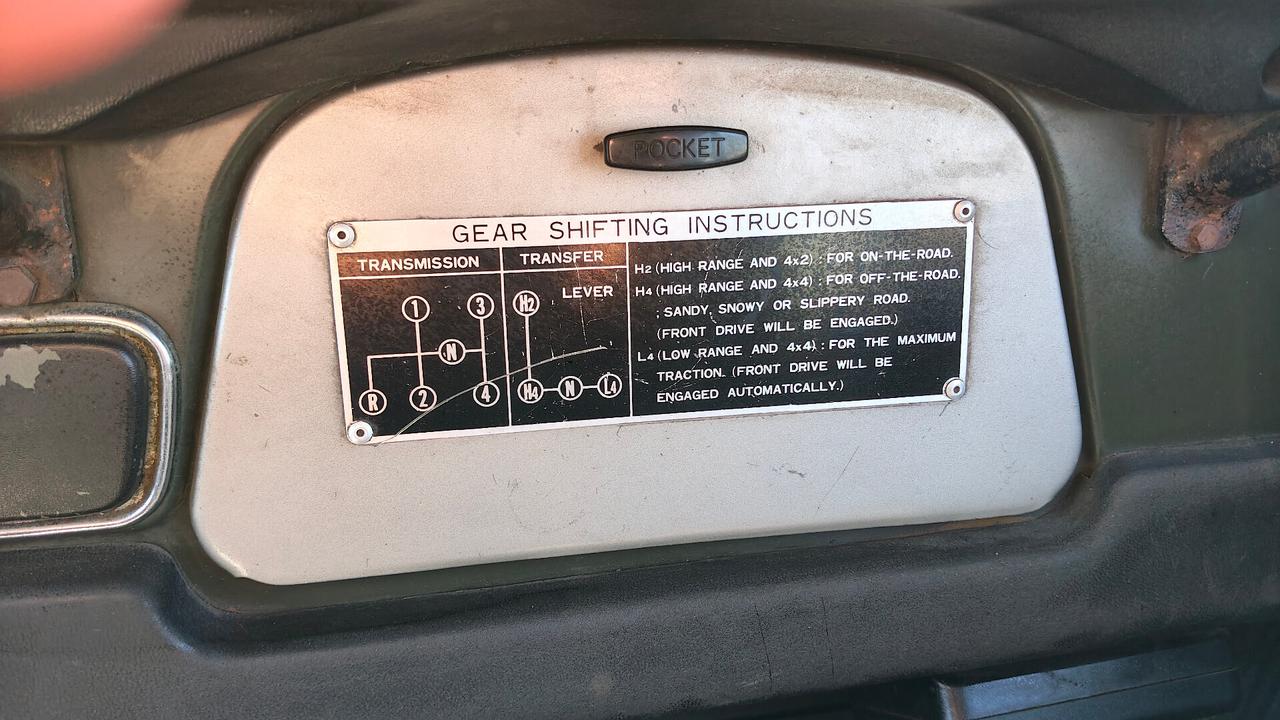 POCKET
GEAR SHIFTING INSTRUCTIONS
TRANSMISSION
1 3
N
R 2 4
TRANSFER
LEVER
H2
H4 N L4
H2 (HIGH RANGE AND 4x2) : FOR ON-THE-ROAD.
H4 (HIGH RANGE AND 4x4) : FOR OFF-THE-ROAD.
; SANDY, SNOWY OR SLIPPERY ROAD.
(FRONT DRIVE WILL BE ENGAGED.)
L4 (LOW RANGE AND 4x4) : FOR THE MAXIMUM
TRACTION. (FRONT DRIVE WILL BE
ENGAGED AUTOMATICALLY.)